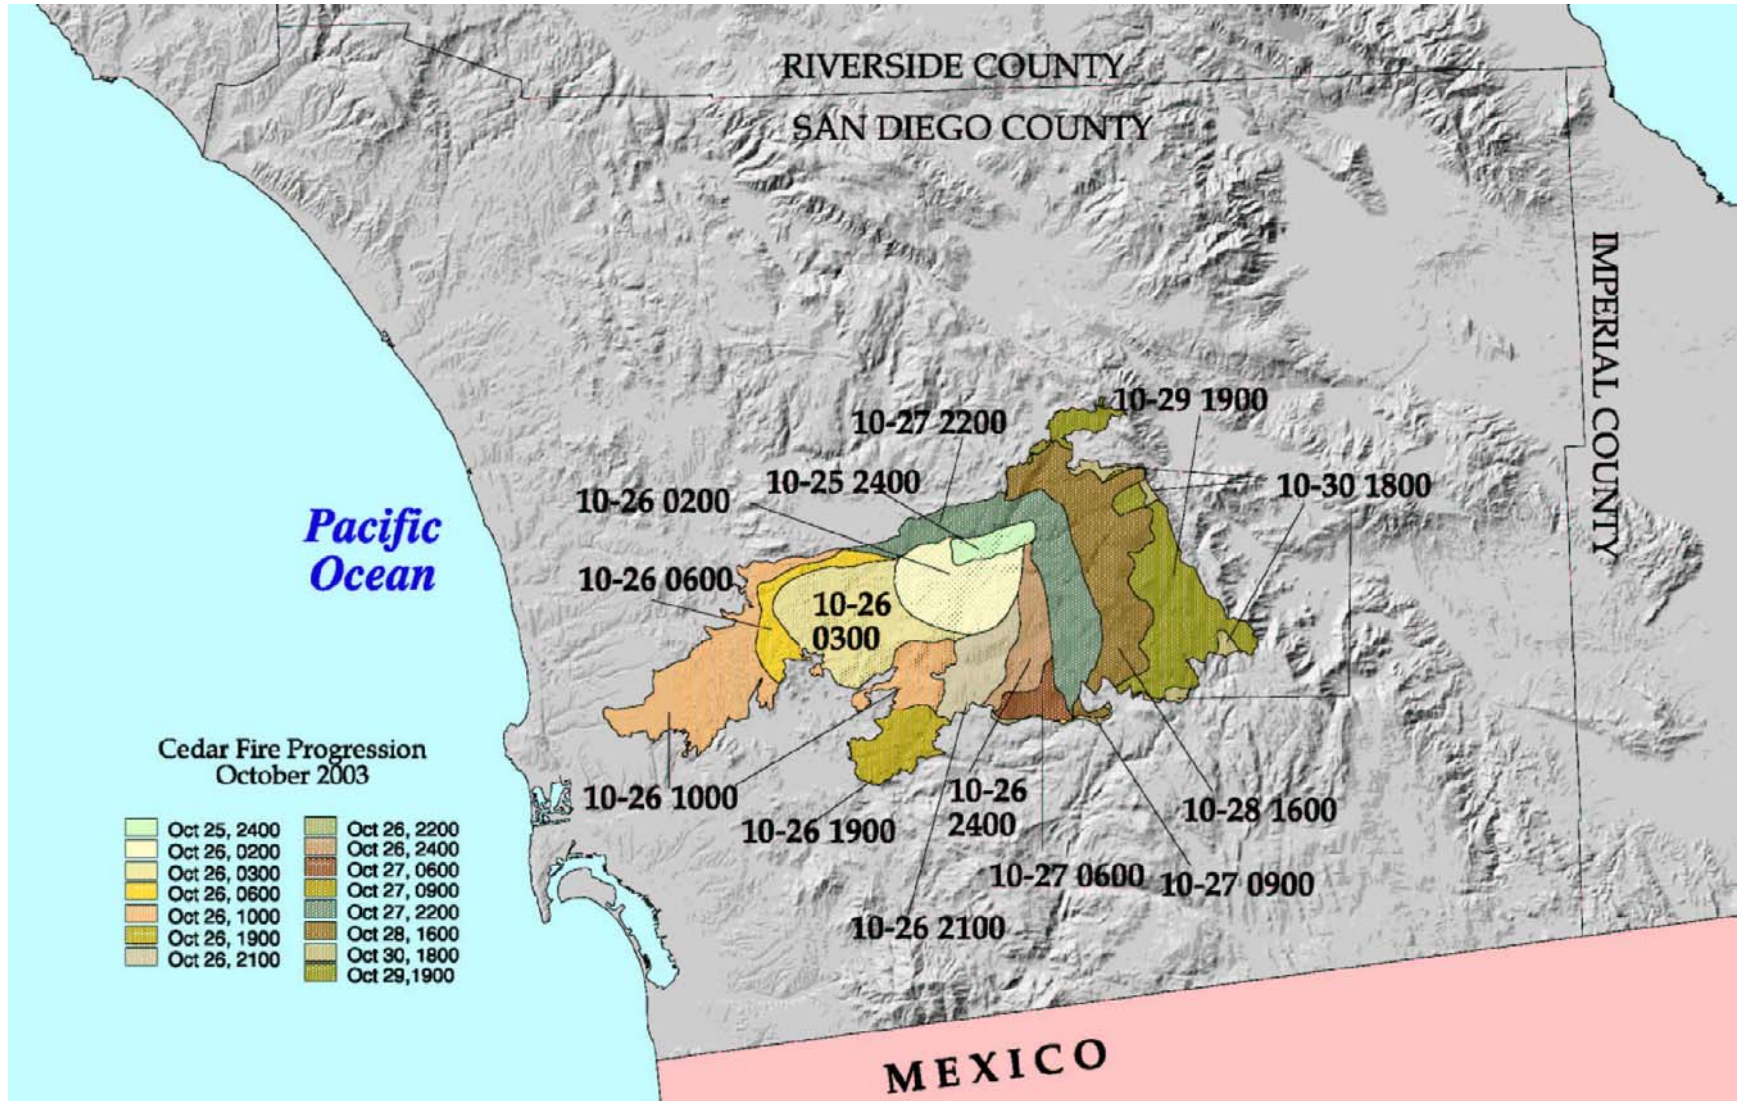 RIVERSIDE COUNTY
SAN DIEGO COUNTY
IMPERIAL COUNTY
10-29 1900
10-27 2200
10-25 2400
10-30 1800
10-26 0200
Pacific
Ocean
10-26 0600
10-26
0300
Cedar Fire Progression
October 2003
10-26 1000
10-26
2400
10-28 1600
10-26 1900
10-27 0600
10-27 0900
10-26 2100
Oct 25, 2400
Oct 26, 0200
Oct 26, 0300
Oct 26, 0600
Oct 26, 1000
Oct 26, 1900
Oct 26, 2100
Oct 26, 2200
Oct 26, 2400
Oct 27, 0600
Oct 27, 0900
Oct 27, 2200
Oct 28, 1600
Oct 30, 1800
Oct 29,1900
MEXICO